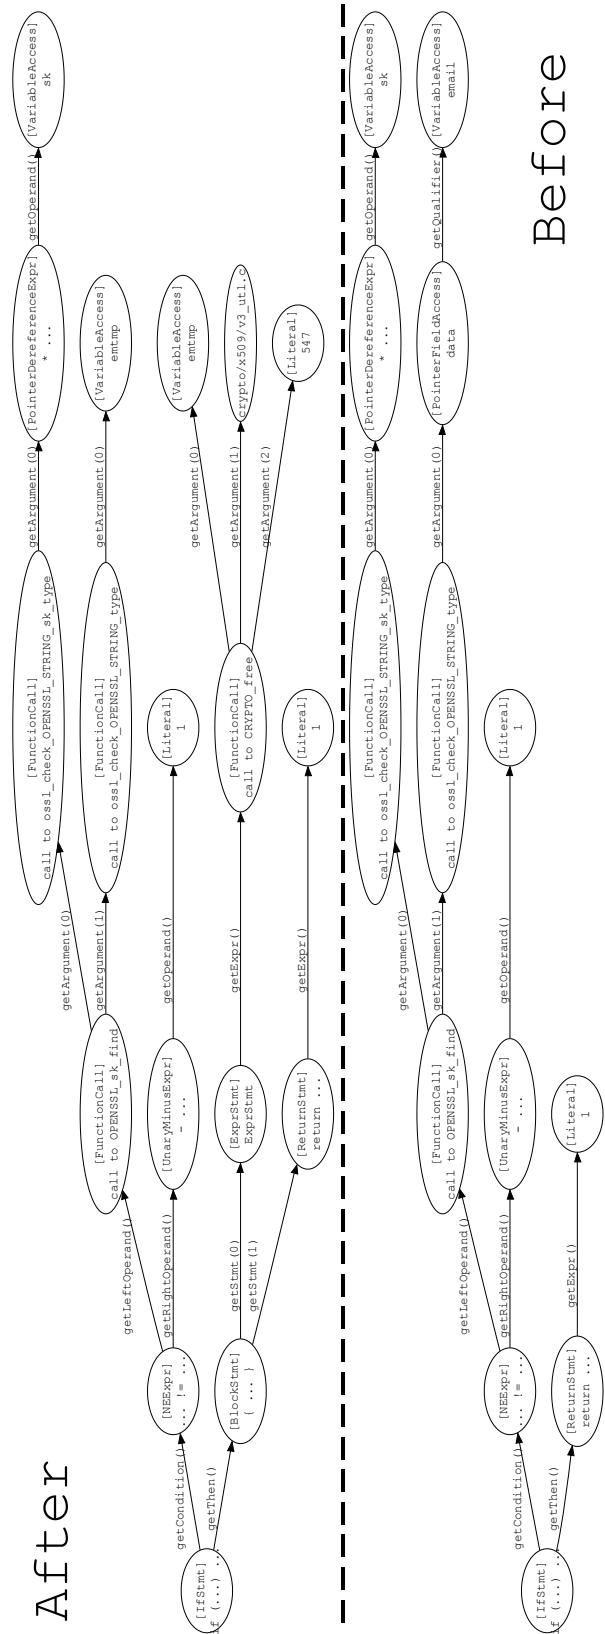 After
[IfStmt]
if (...) ...
getCondition()
getThen()
[NEExpr]
... != ...
[BlockStmt]
{ ... }
getLeftOperand()
getRightOperand()
getStmt(0)
getStmt(1)
[FunctionCall]
call to OPENSSL_sk_find
[UnaryMinusExpr]
- ...
[ExprStmt]
ExprStmt
[ReturnStmt]
return ...
getArgument(0)
getArgument(1)
getOperand()
getExpr()
getExpr()
[FunctionCall]
call to ossl_check_OPENSSL_STRING_sk_type
[FunctionCall]
call to ossl_check_OPENSSL_STRING_type
[Literal]
1
[FunctionCall]
call to CRYPTO_free
[Literal]
1
getArgument(0)
getArgument(0)
getArgument(0)
getArgument(1)
getArgument(2)
[PointerDereferenceExpr]
* ...
[VariableAccess]
emtmp
[VariableAccess]
emtmp
crypto/x509/v3_utl.c
[Literal]
547
getOperand()
[VariableAccess]
sk
Before
[IfStmt]
if (...) ...
getCondition()
getThen()
[NEExpr]
... != ...
[ReturnStmt]
return ...
getLeftOperand()
getRightOperand()
getExpr()
[FunctionCall]
call to OPENSSL_sk_find
[UnaryMinusExpr]
- ...
[Literal]
1
getArgument(0)
getArgument(1)
getOperand()
[FunctionCall]
call to ossl_check_OPENSSL_STRING_sk_type
[FunctionCall]
call to ossl_check_OPENSSL_STRING_type
[Literal]
1
getArgument(0)
getArgument(0)
[PointerDereferenceExpr]
* ...
[PointerFieldAccess]
data
getOperand()
getQualifier()
[VariableAccess]
sk
[VariableAccess]
email